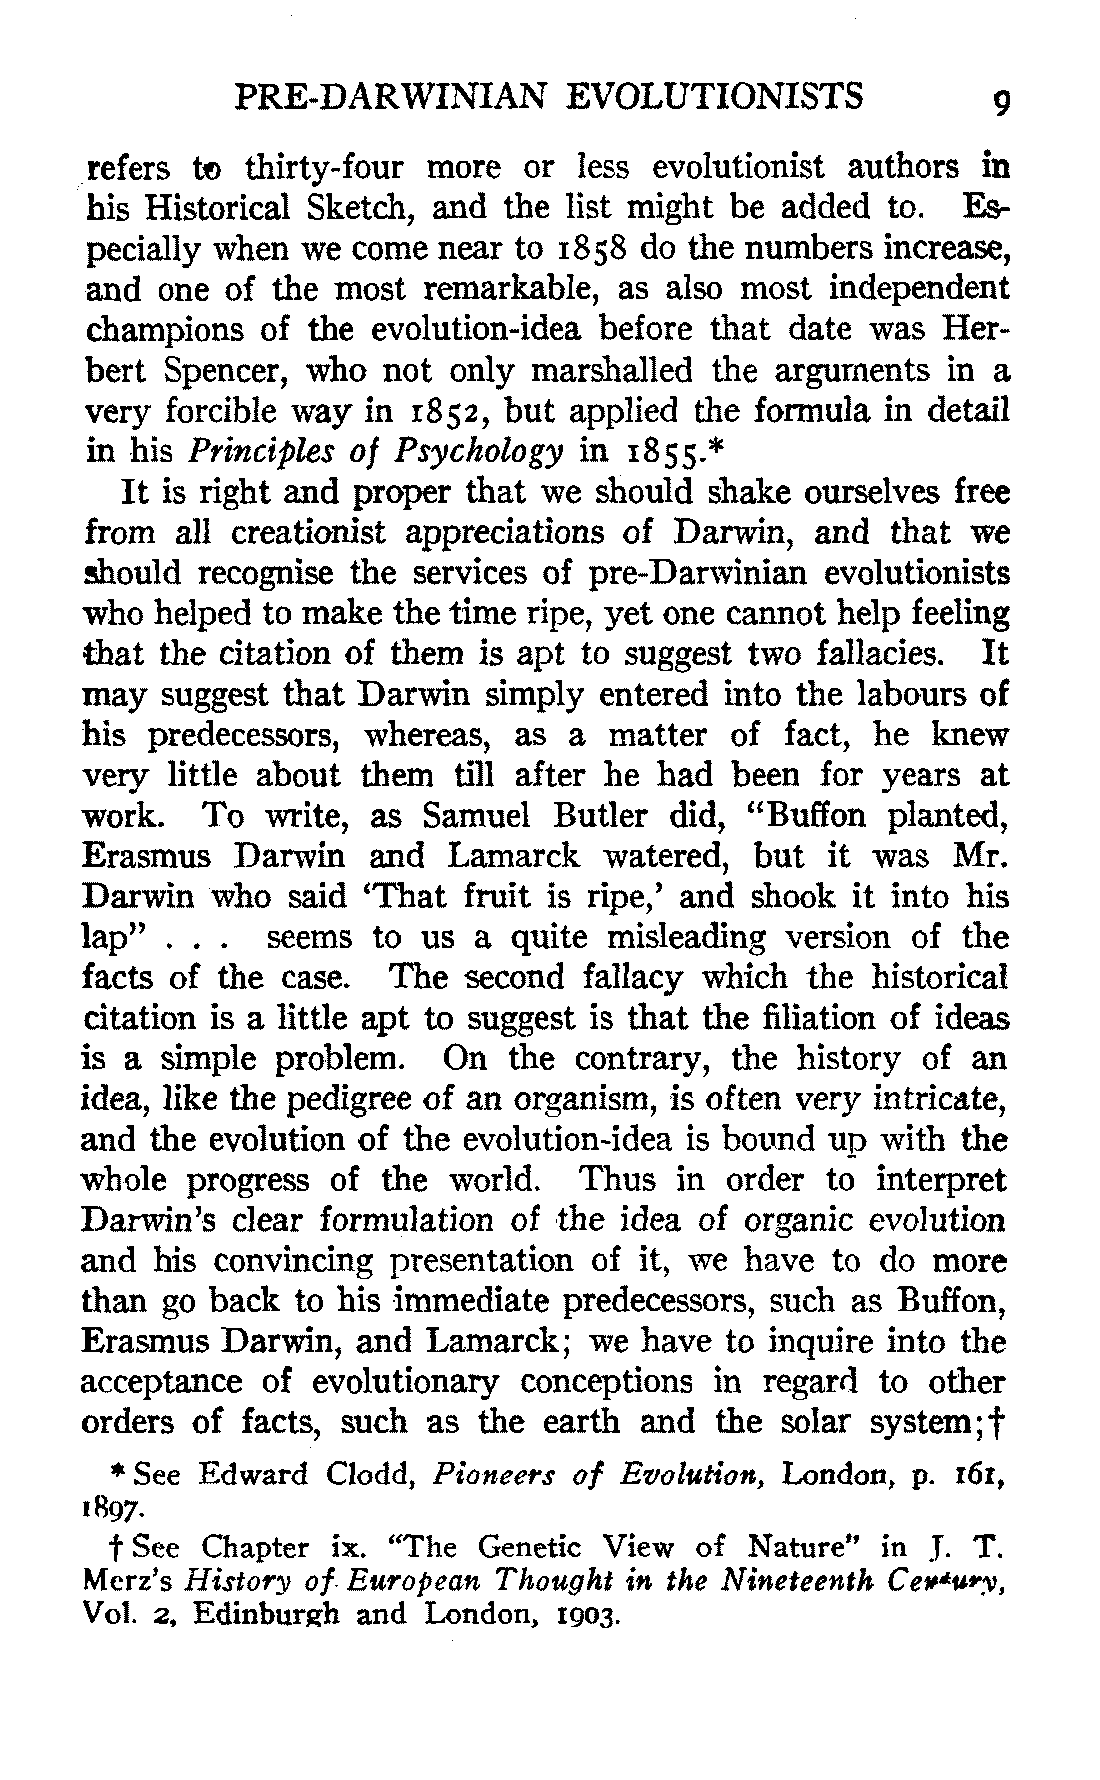 PRE-DARWINIAN EVOLUTIONISTS 9
refers to thirty-four more or less evolutionist authors in
his Historical Sketch, and the list might be added to. Es-
pecially when we come near to 1858 do the numbers increase,
and one of the most remarkable, as also most independent
champions of the evolution-idea before that date was Her-
bert Spencer, who not only marshalled the arguments in a
very forcible way in 1852, but applied the formula in detail
in his Principles of Psychology in 1855.*
It is right and proper that we should shake ourselves free
from all creationist appreciations of Darwin, and that we
should recognise the services of pre-Darwinian evolutionists
who helped to make the time ripe, yet one cannot help feeling
that the citation of them is apt to suggest two fallacies. It
may suggest that Darwin simply entered into the labours of
his predecessors, whereas, as a matter of fact, he knew
very little about them till after he had been for years at
work. To write, as Samuel Butler did, “Buffon planted,
Erasmus Darwin and Lamarck watered, but it was Mr.
Darwin who said ‘That fruit is ripe,’ and shook it into his
lap” . . . seems to us a quite misleading version of the
facts of the case. The second fallacy which the historical
citation is a little apt to suggest is that the filiation of ideas
is a simple problem. On the contrary, the history of an
idea, like the pedigree of an organism, is often very intricate,
and the evolution of the evolution-idea is bound up with the
whole progress of the world. Thus in order to interpret
Darwin's clear formulation of the idea of organic evolution
and his convincing presentation of it, we have to do more
than go back to his immediate predecessors, such as Buffon,
Erasmus Darwin, and Lamarck; we have to inquire into the
acceptance of evolutionary conceptions in regard to other
orders of facts, such as the earth and the solar system;†
* See Edward Clodd, Pioneers of Evolution, London, p. 161,
1897.
† See Chapter ix. “The Genetic View of Nature” in J. T.
Merz's History of European Thought in the Nineteenth Century,
Vol. 2, Edinburgh and London, 1903.